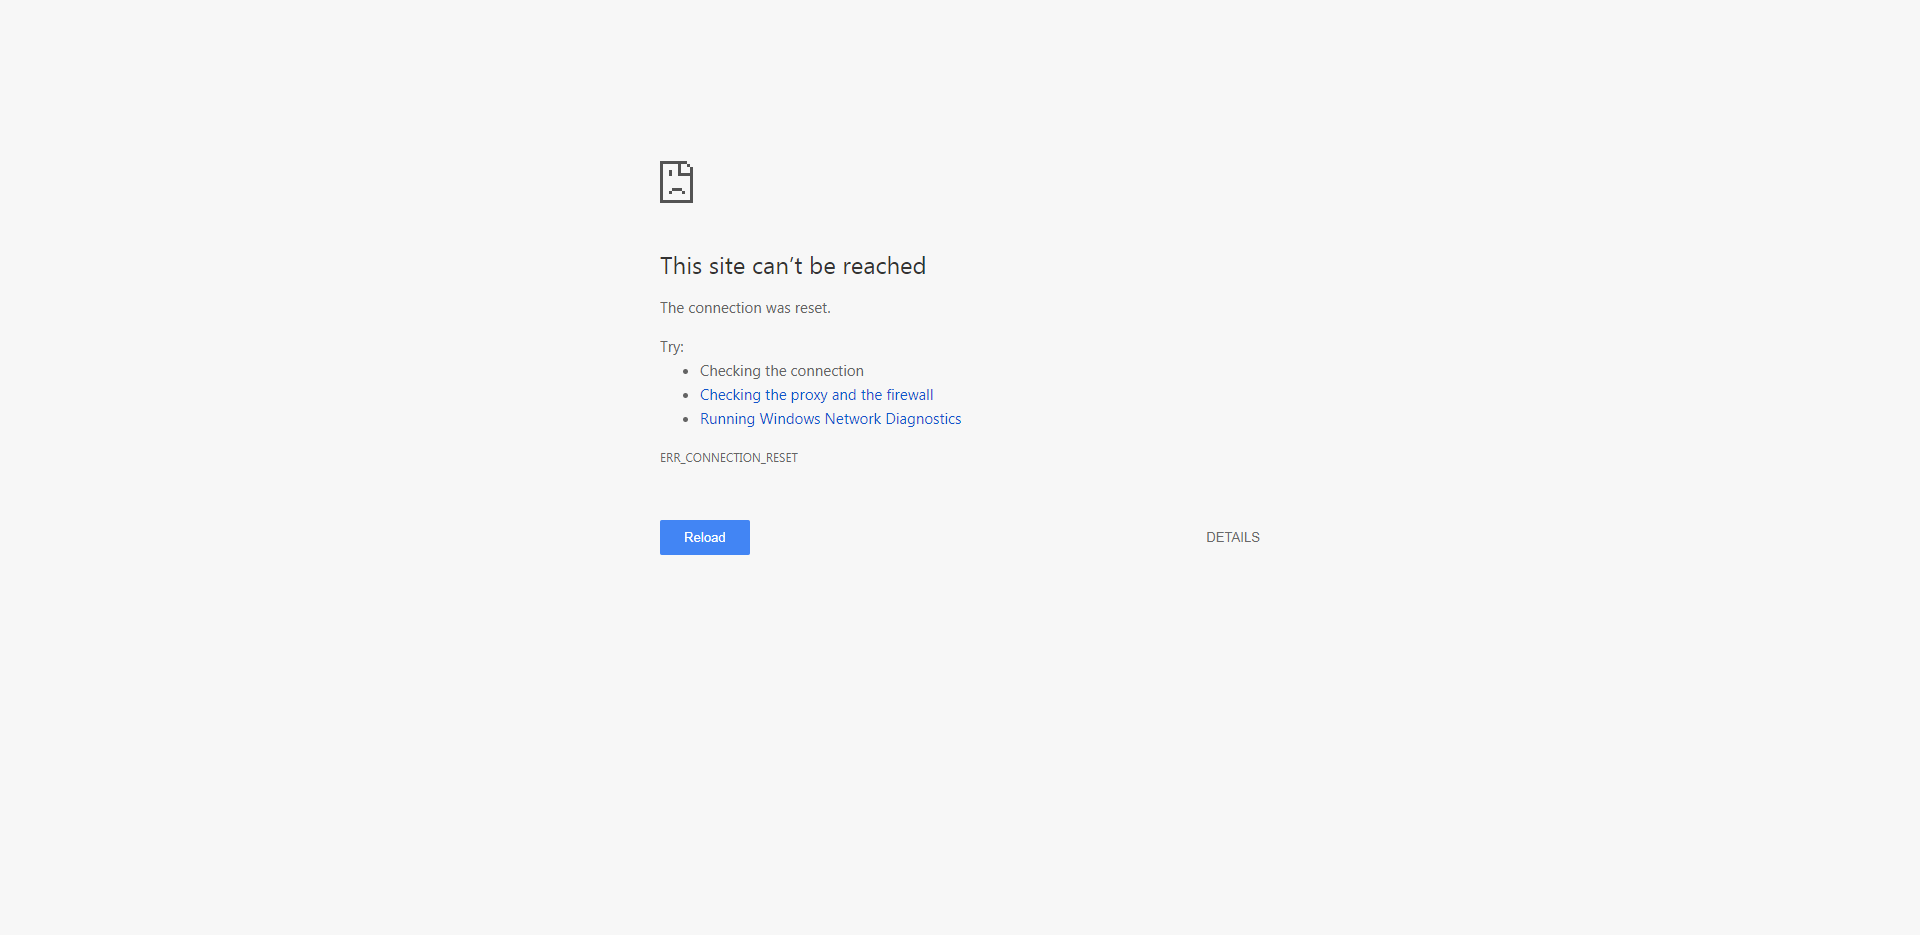 This site can’t be reached
The connection was reset.
Try:
Checking the connection
Checking the proxy and the firewall
Running Windows Network Diagnostics
ERR_CONNECTION_RESET
Reload
DETAILS